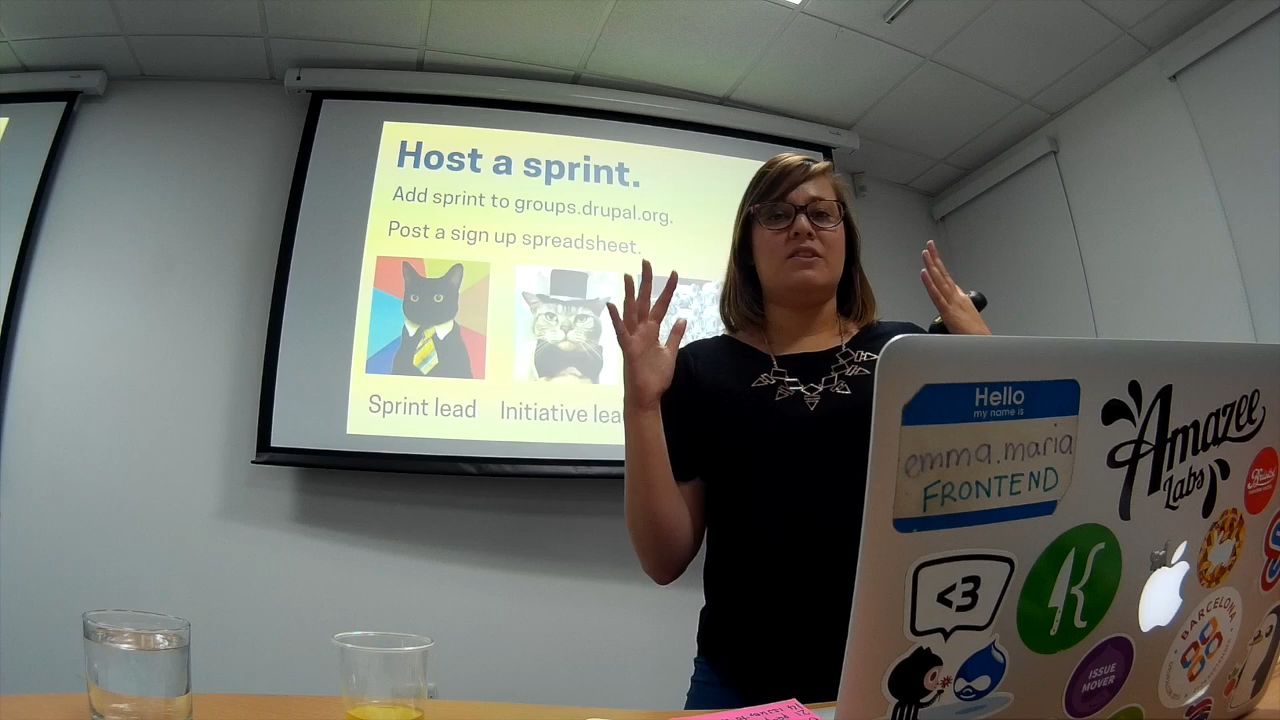 Host a sprint.
Add sprint to groups.drupal.org.
Post a sign up spreadsheet.
Sprint lead
Initiative lea
Hello
my name is
emma.maria
FRONTEND
Amazee
Labs
<3
K
ISSUE
MOVER
BARCELONA